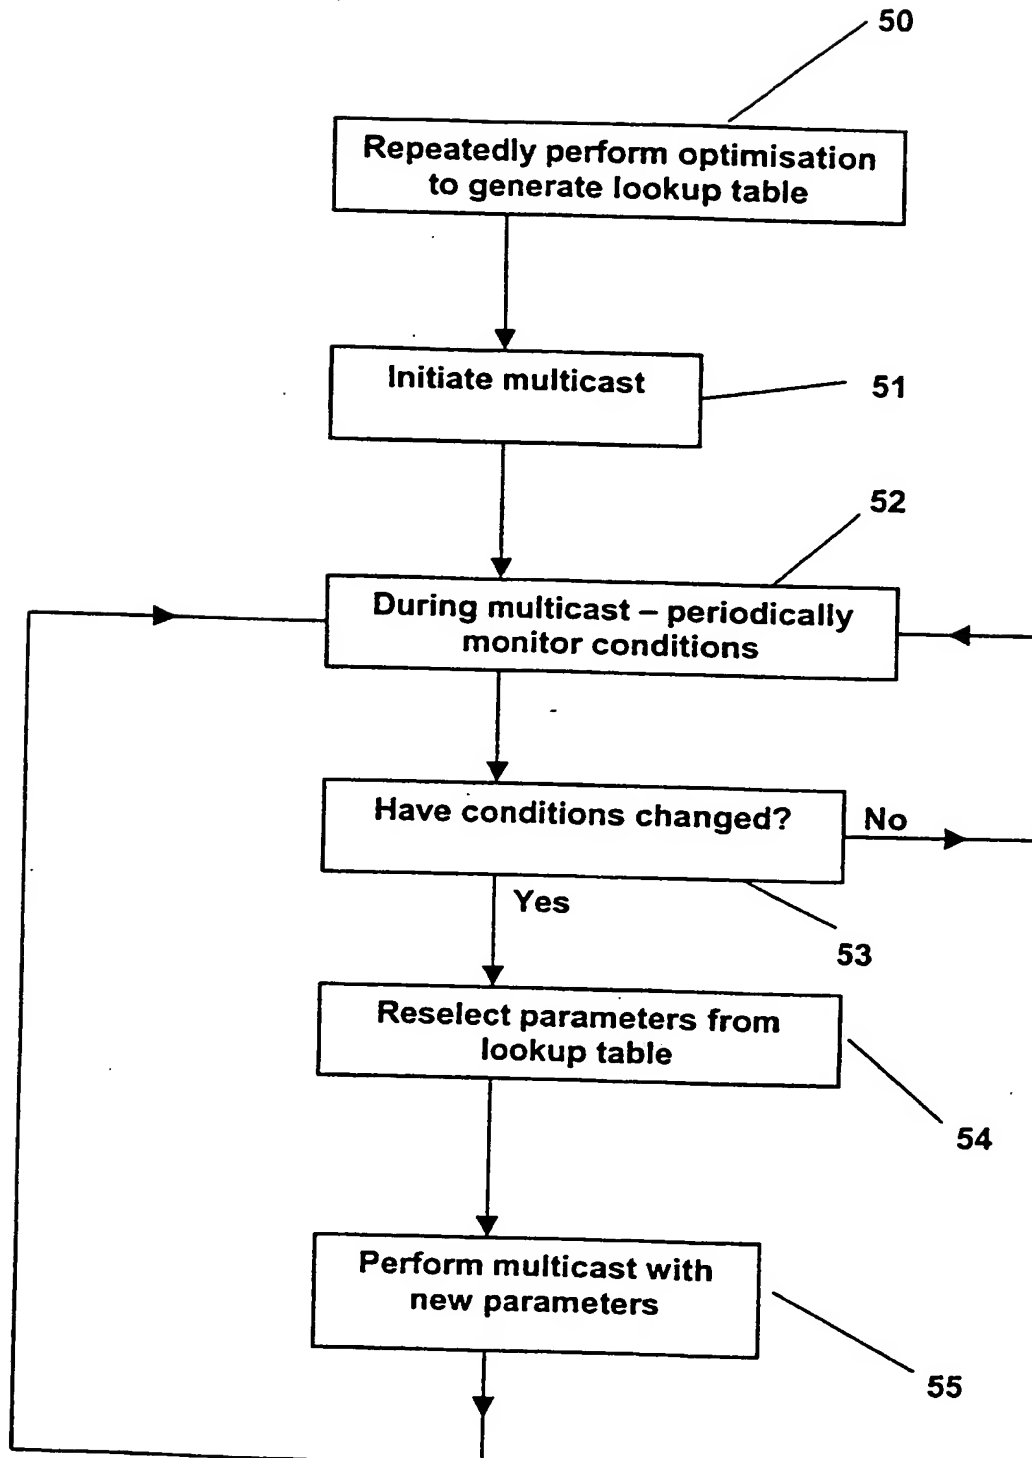 50
Repeatedly perform optimisation
to generate lookup table
Initiate multicast
51
52
During multicast – periodically
monitor conditions
Have conditions changed?
No
Yes
53
Reselect parameters from
lookup table
54
Perform multicast with
new parameters
55